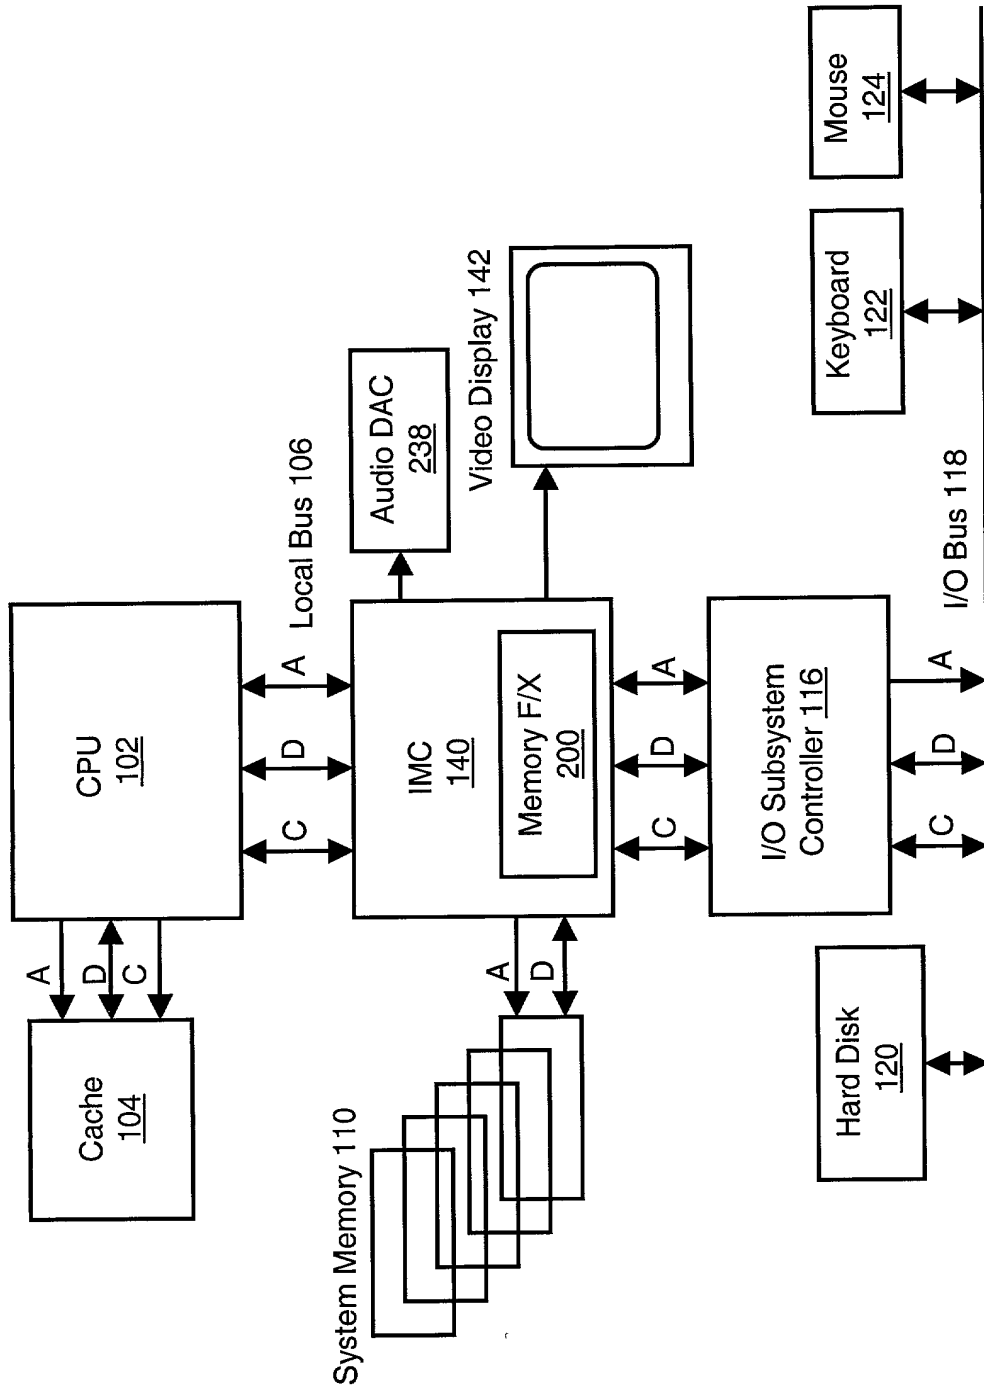 CPU
102
Cache
104
A
D
C
C
D
A
Local Bus 106
System Memory 110
A
D
IMC
140
Memory F/X
200
Audio DAC
238
Video Display 142
C
D
A
I/O Subsystem
Controller 116
C
D
A
I/O Bus 118
Hard Disk
120
Keyboard
122
Mouse
124